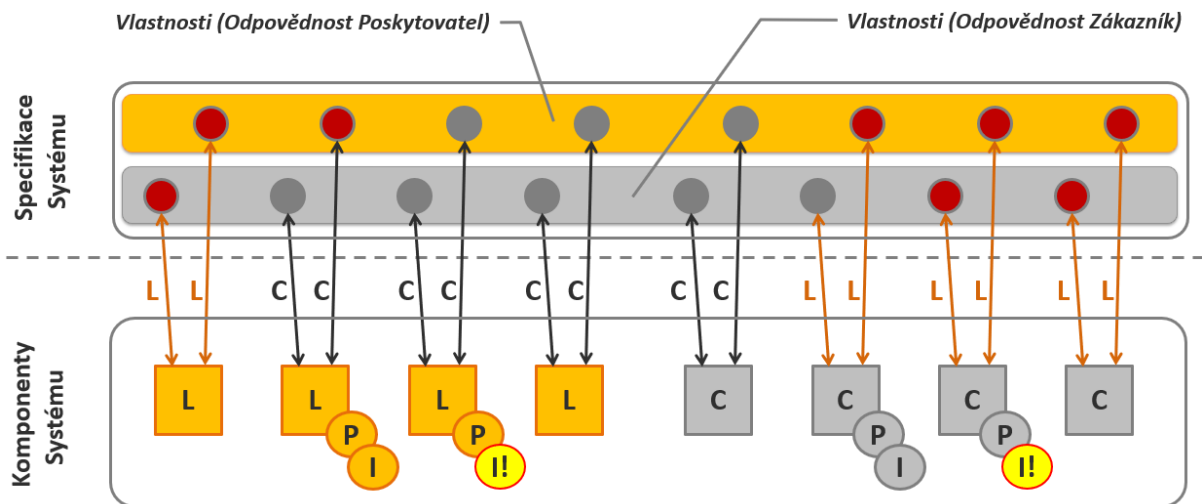 Vlastnosti (Odpovědnost Poskytovatel)
Vlastnosti (Odpovědnost Zákazník)
Specifikace
Systému
L L C C C C C C C C L L L L L L
Komponenty
Systému
L L L L C C C C
P P P P
I I! I I!